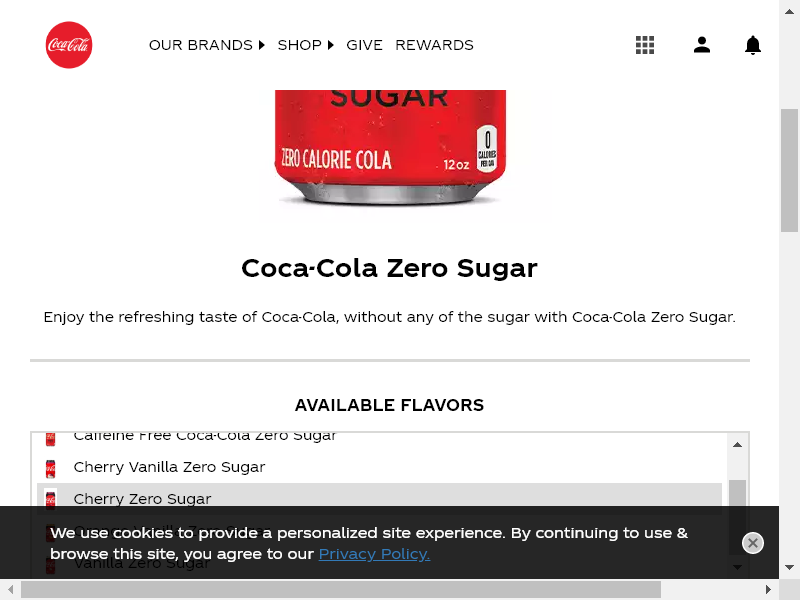 Coca-Cola
OUR BRANDS
SHOP
GIVE
REWARDS
SUGAR
ZERO CALORIE COLA
12oz
0
CALORIES
PER CAN
Coca-Cola Zero Sugar
Enjoy the refreshing taste of Coca-Cola, without any of the sugar with Coca-Cola Zero Sugar.
AVAILABLE FLAVORS
Caffeine Free Coca-Cola Zero Sugar
Cherry Vanilla Zero Sugar
Cherry Zero Sugar
Orange Vanilla Zero Sugar
We use cookies to provide a personalized site experience. By continuing to use &
browse this site, you agree to our Privacy Policy.
Vanilla Zero Sugar